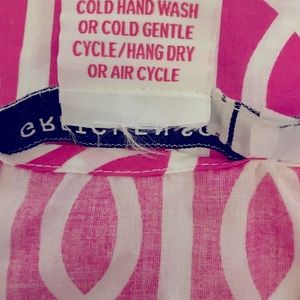 COLD HAND WASH
OR COLD GENTLE
CYCLE/HANG DRY
OR AIR CYCLE